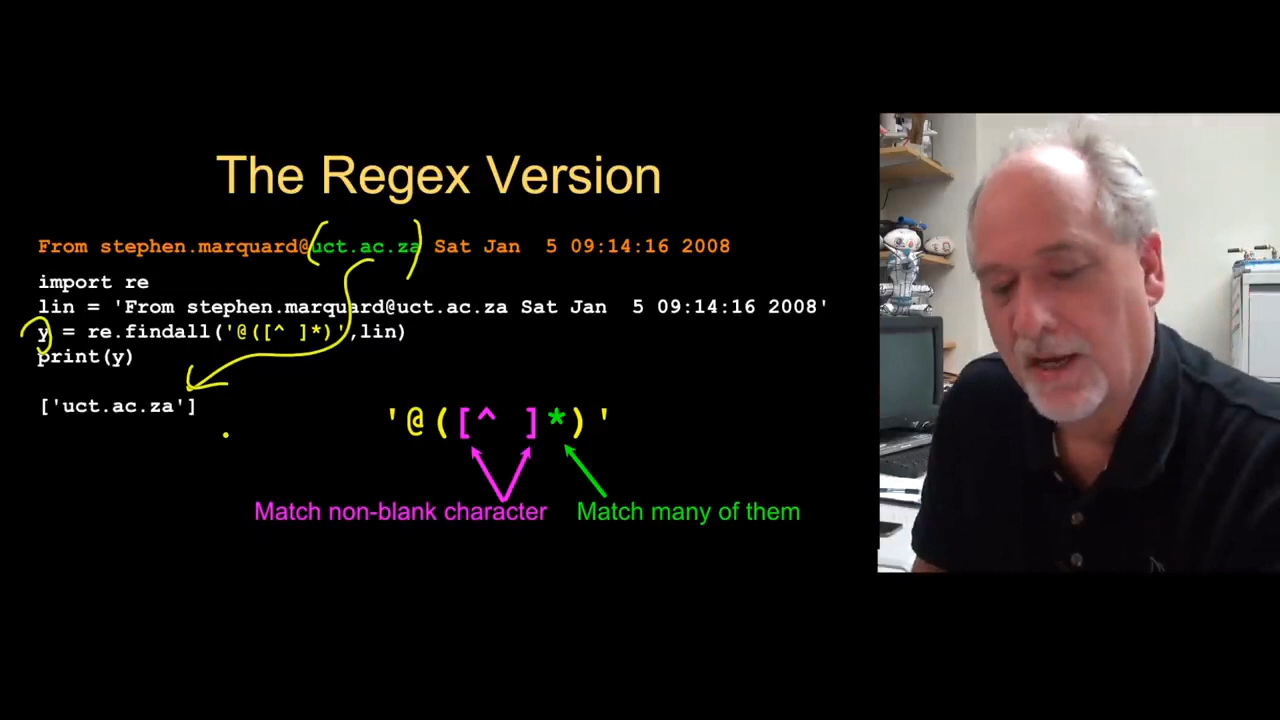 The Regex Version
From stephen.marquard@uct.ac.za Sat Jan  5 09:14:16 2008
import re
lin = 'From stephen.marquard@uct.ac.za Sat Jan  5 09:14:16 2008'
y = re.findall('@([^ ]*)',lin)
print(y)
['uct.ac.za']
'@([^ ]*)'
Match non-blank character
Match many of them